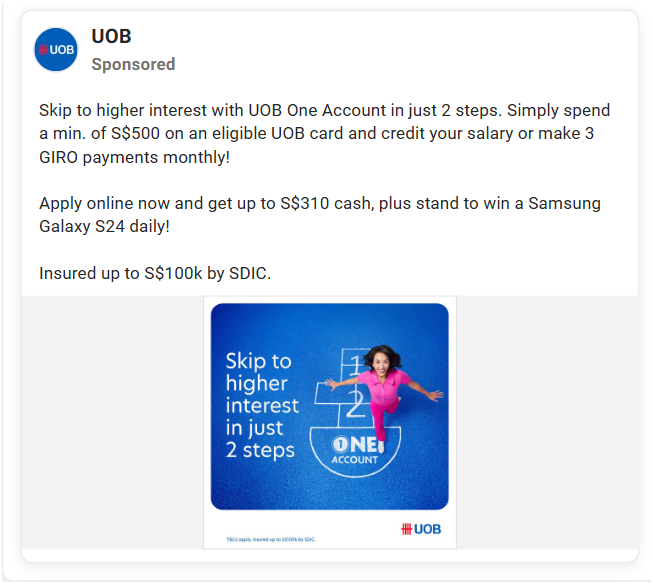 UOB
UOB
Sponsored
Skip to higher interest with UOB One Account in just 2 steps. Simply spend
a min. of S$500 on an eligible UOB card and credit your salary or make 3
GIRO payments monthly!
Apply online now and get up to S$310 cash, plus stand to win a Samsung
Galaxy S24 daily!
Insured up to S$100k by SDIC.
Skip to
higher
interest
in just
2 steps
1
2
ONE
ACCOUNT
UOB
T&Cs apply. Insured up to S$100k by SDIC.